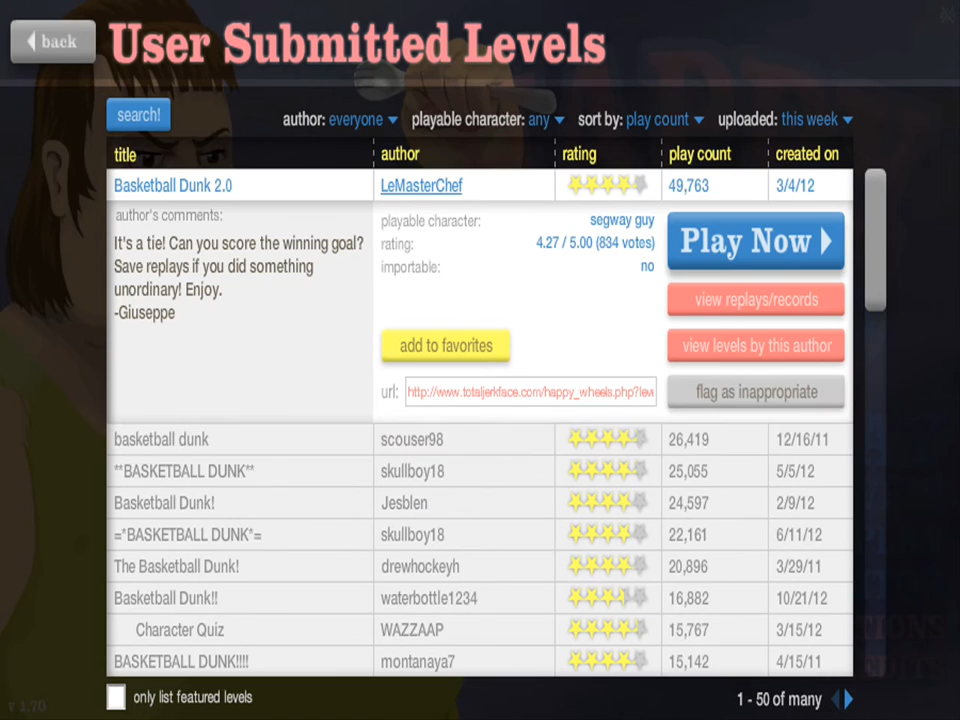 back
User Submitted Levels
search!
author: everyone playable character: any sort by: play count uploaded: this week
title author rating play count created on
Basketball Dunk 2.0 LeMasterChef 49,763 3/4/12
author's comments:
It's a tie! Can you score the winning goal?
Save replays if you did something
unordinary! Enjoy.
-Giuseppe
playable character: segway guy
rating: 4.27 / 5.00 (834 votes)
importable: no
add to favorites
url: http://www.totaljerkface.com/happy_wheels.php?leve
Play Now
view replays/records
view levels by this author
flag as inappropriate
basketball dunk scouser98 26,419 12/16/11
**BASKETBALL DUNK** skullboy18 25,055 5/5/12
Basketball Dunk! Jesblen 24,597 2/9/12
=*BASKETBALL DUNK*= skullboy18 22,161 6/11/12
The Basketball Dunk! drewhockeyh 20,896 3/29/11
Basketball Dunk!! waterbottle1234 16,882 10/21/12
Character Quiz WAZZAAP 15,767 3/15/12
BASKETBALL DUNK!!!! montanaya7 15,142 4/15/11
only list featured levels
1 - 50 of many
v 1.70